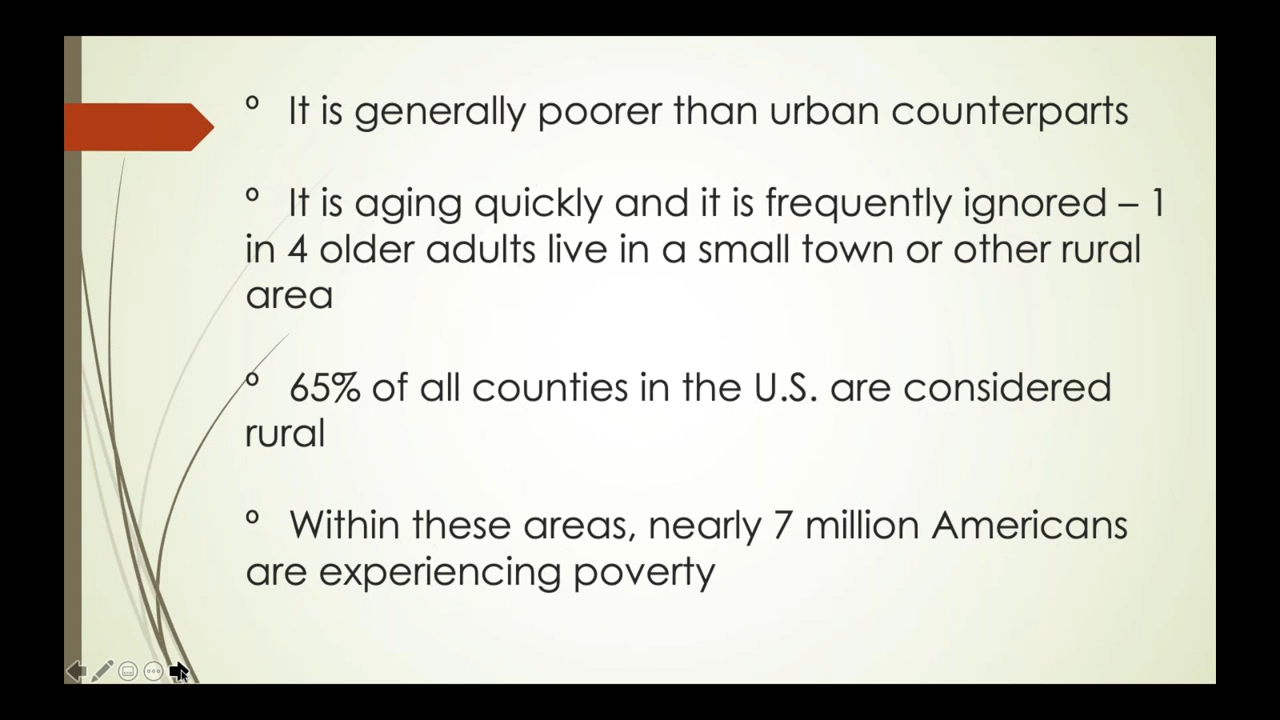 º It is generally poorer than urban counterparts
º It is aging quickly and it is frequently ignored – 1
in 4 older adults live in a small town or other rural
area
º 65% of all counties in the U.S. are considered
rural
º Within these areas, nearly 7 million Americans
are experiencing poverty